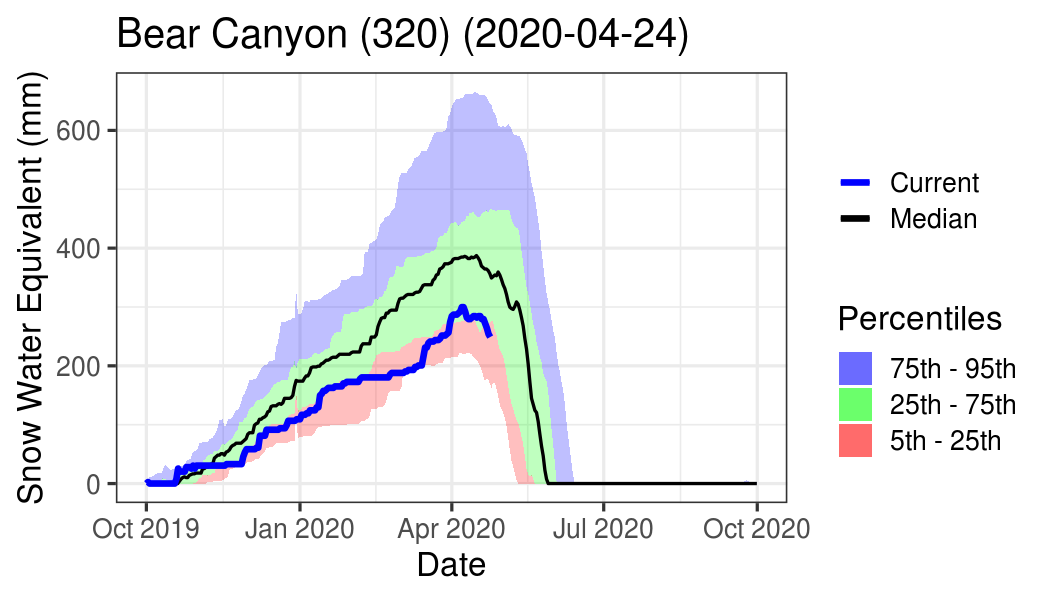 Bear Canyon (320) (2020-04-24)
Snow Water Equivalent (mm)
600
400
200
0
Oct 2019 Jan 2020 Apr 2020 Jul 2020 Oct 2020
Date
Current
Median
Percentiles
75th - 95th
25th - 75th
5th - 25th